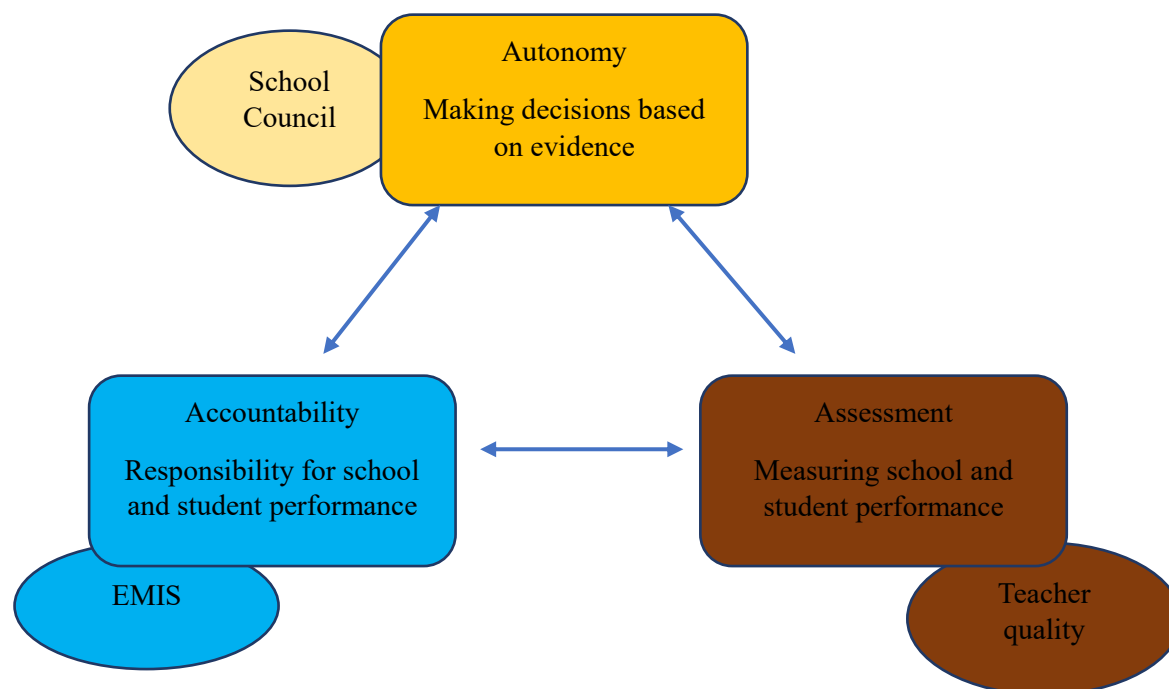 School
Council
Autonomy
Making decisions based
on evidence
Accountability
Responsibility for school
and student performance
EMIS
Assessment
Measuring school and
student performance
Teacher
quality